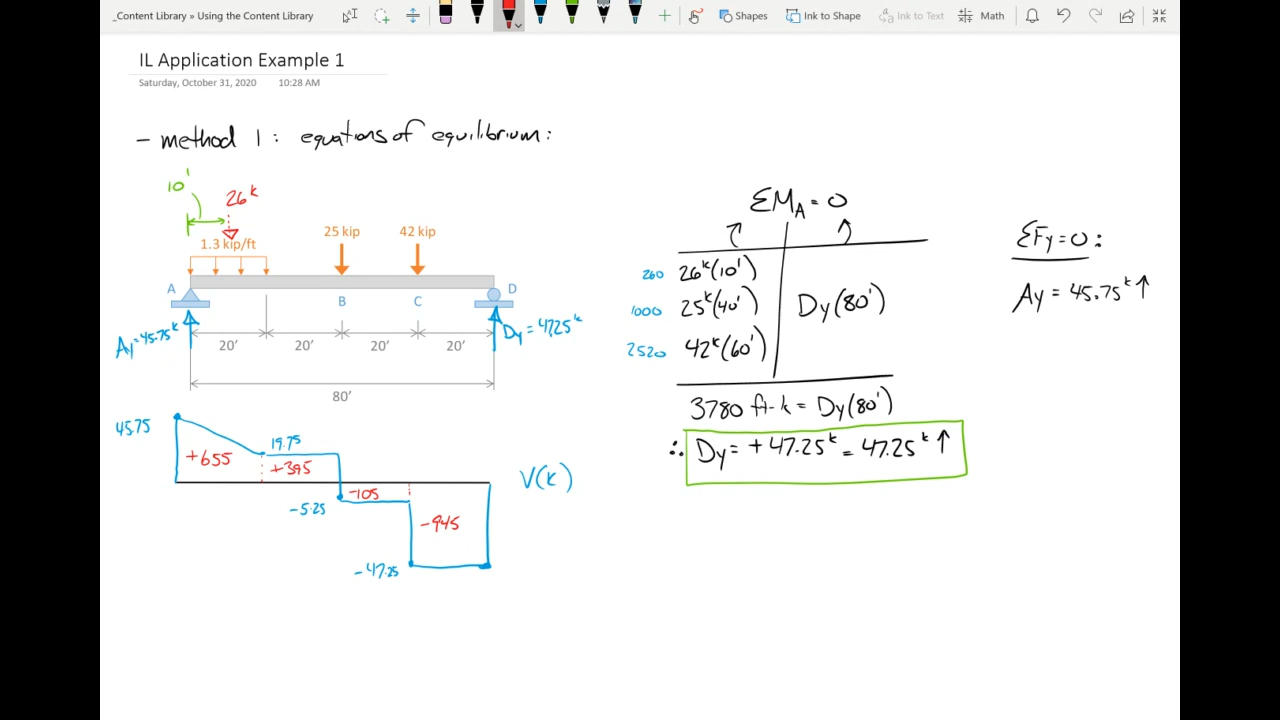 _Content Library » Using the Content Library
Shapes
Ink to Shape
Ink to Text
Math
IL Application Example 1
Saturday, October 31, 2020 10:28 AM
- method 1: equations of equilibrium:
10'
26k
1.3 kip/ft
25 kip
42 kip
A
B
C
D
Ay=45.75k
Dy = 47.25k
20'
20'
20'
20'
80'
45.75
19.75
+655
+395
-105
-5.25
-945
-47.25
V(k)
ΣMA = 0
260 26k(10')
1000 25k(40') Dy(80')
2520 42k(60')
3780 ft-k = Dy(80')
∴ Dy = +47.25k = 47.25k ↑
ΣFy = 0:
Ay = 45.75k ↑